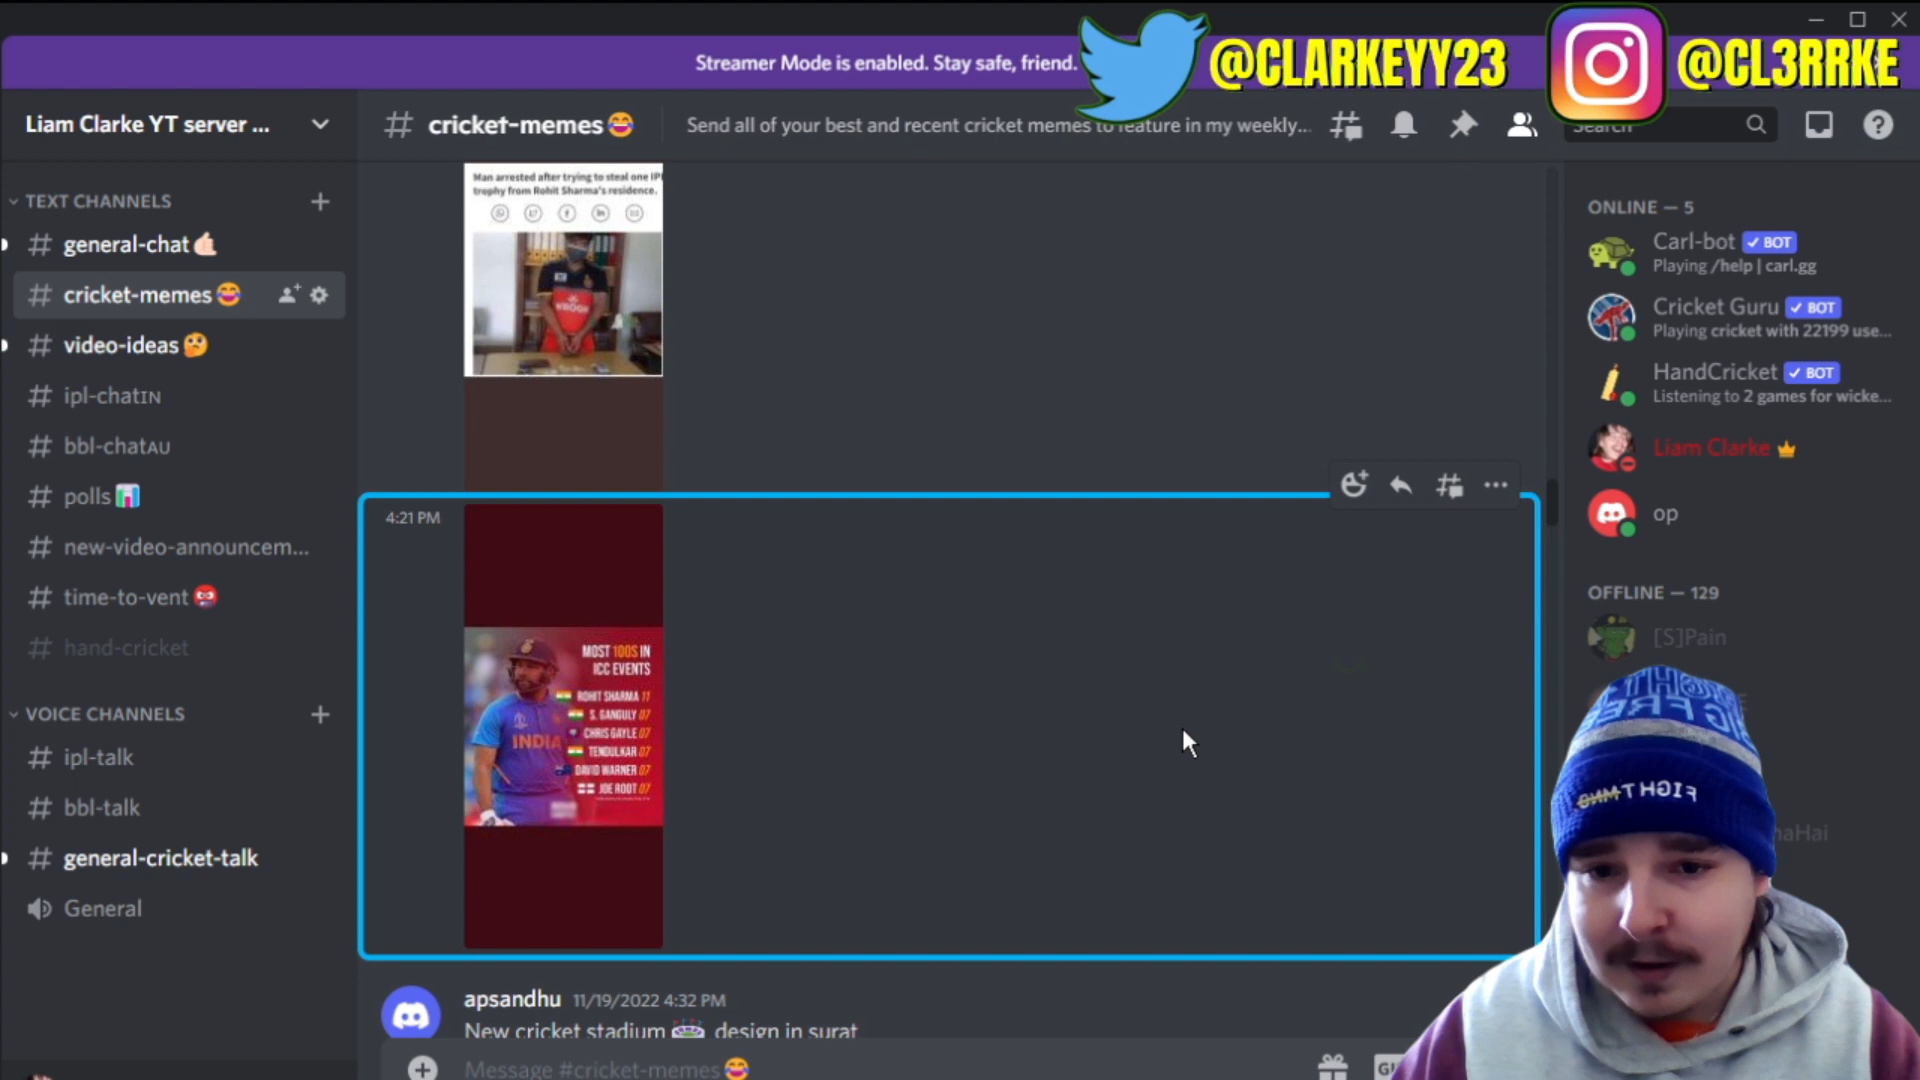 Streamer Mode is enabled. Stay safe, friend.
@CLARKEYY23
@CL3RRKE
Liam Clarke YT server ...
# cricket-memes😂
Send all of your best and recent cricket memes to feature in my weekly...
Search
TEXT CHANNELS
# general-chat🤙🏻
# cricket-memes😂
# video-ideas🤔
# ipl-chatIN
# bbl-chatAU
# polls📊
# new-video-announcem...
# time-to-vent👹
# hand-cricket
VOICE CHANNELS
# ipl-talk
# bbl-talk
# general-cricket-talk
General
Man arrested after trying to steal one IPL
trophy from Rohit Sharma's residence.
4:21 PM
MOST 100S IN
ICC EVENTS
ROHIT SHARMA 11
S. GANGULY 07
CHRIS GAYLE 07
TENDULKAR 07
DAVID WARNER 07
JOE ROOT 07
INDIA
apsandhu 11/19/2022 4:32 PM
New cricket stadium 🏟️ design in surat
Message #cricket-memes😂
ONLINE — 5
Carl-bot ✓ BOT
Playing /help | carl.gg
Cricket Guru ✓ BOT
Playing cricket with 22199 use...
HandCricket ✓ BOT
Listening to 2 games for wicke...
Liam Clarke
op
OFFLINE — 129
[S]Pain
naHai
FIGHTMND